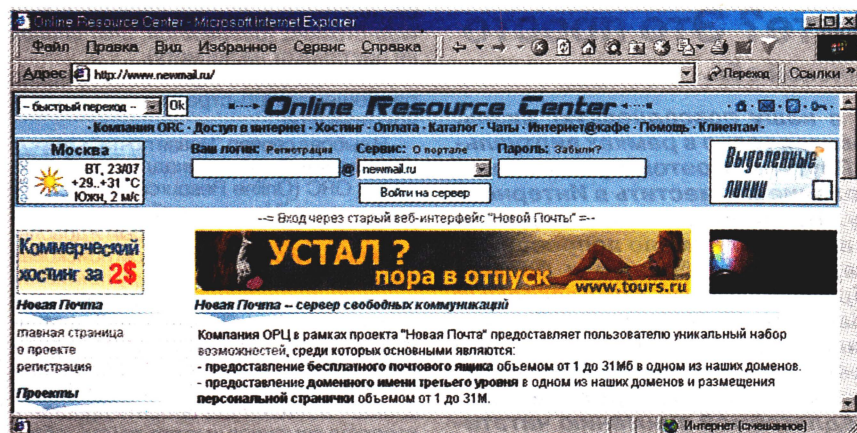 Online Resource Center - Microsoft Internet Explorer
Файл Правка Вид Избранное Сервис Справка
Адрес http://www.newmail.ru/ Переход Ссылки »
-- быстрый переход -- Ok Online Resource Center
· Компания ORC · Доступ в интернет · Хостинг · Оплата · Каталог · Чаты · Интернет@кафе · Помощь · Клиентам ·
Москва
ВТ, 23/07
+29..+31 °C
Южн, 2 м/с
Ваш логин: Регистрация Сервис: О портале Пароль: Забыли?
@ newmail.ru
Войти на сервер
Выделенные
линии
--= Вход через старый веб-интерфейс "Новой Почты" =--
Коммерческий
хостинг за 2$
УСТАЛ ?
пора в отпуск
www.tours.ru
Новая Почта
главная страница
о проекте
регистрация
Проекты
Новая Почта -- сервер свободных коммуникаций
Компания ОРЦ в рамках проекта "Новая Почта" предоставляет пользователю уникальный набор
возможностей, среди которых основными являются:
- предоставление бесплатного почтового ящика объемом от 1 до 31Мб в одном из наших доменов.
- предоставление доменного имени третьего уровня в одном из наших доменов и размещения
персональной странички объемом от 1 до 31М.
Интернет (смешанное)